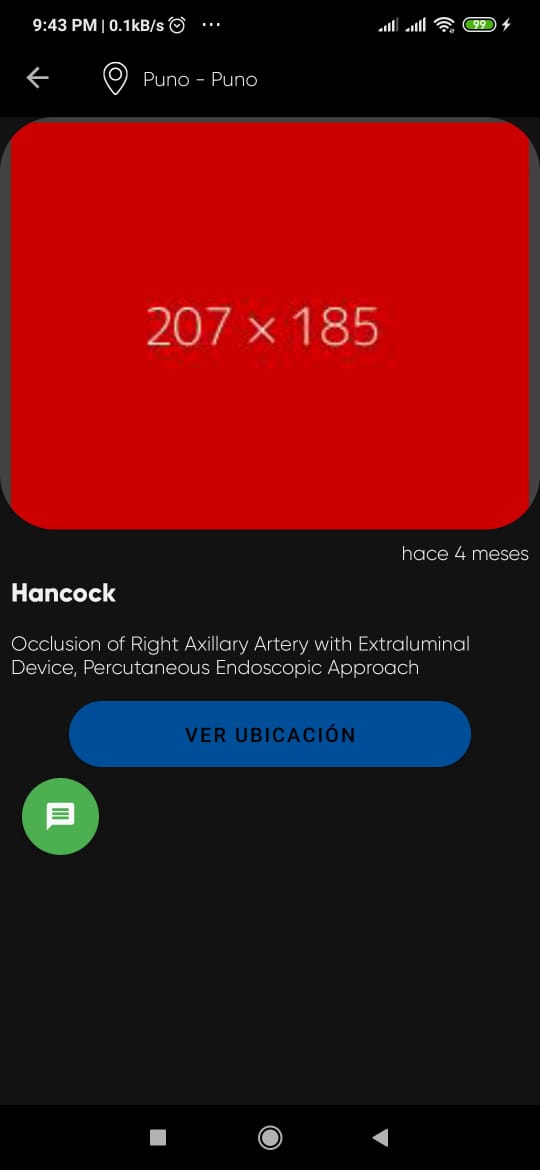 9:43 PM | 0.1kB/s ...
99
Puno - Puno
207 × 185
hace 4 meses
Hancock
Occlusion of Right Axillary Artery with Extraluminal
Device, Percutaneous Endoscopic Approach
VER UBICACIÓN